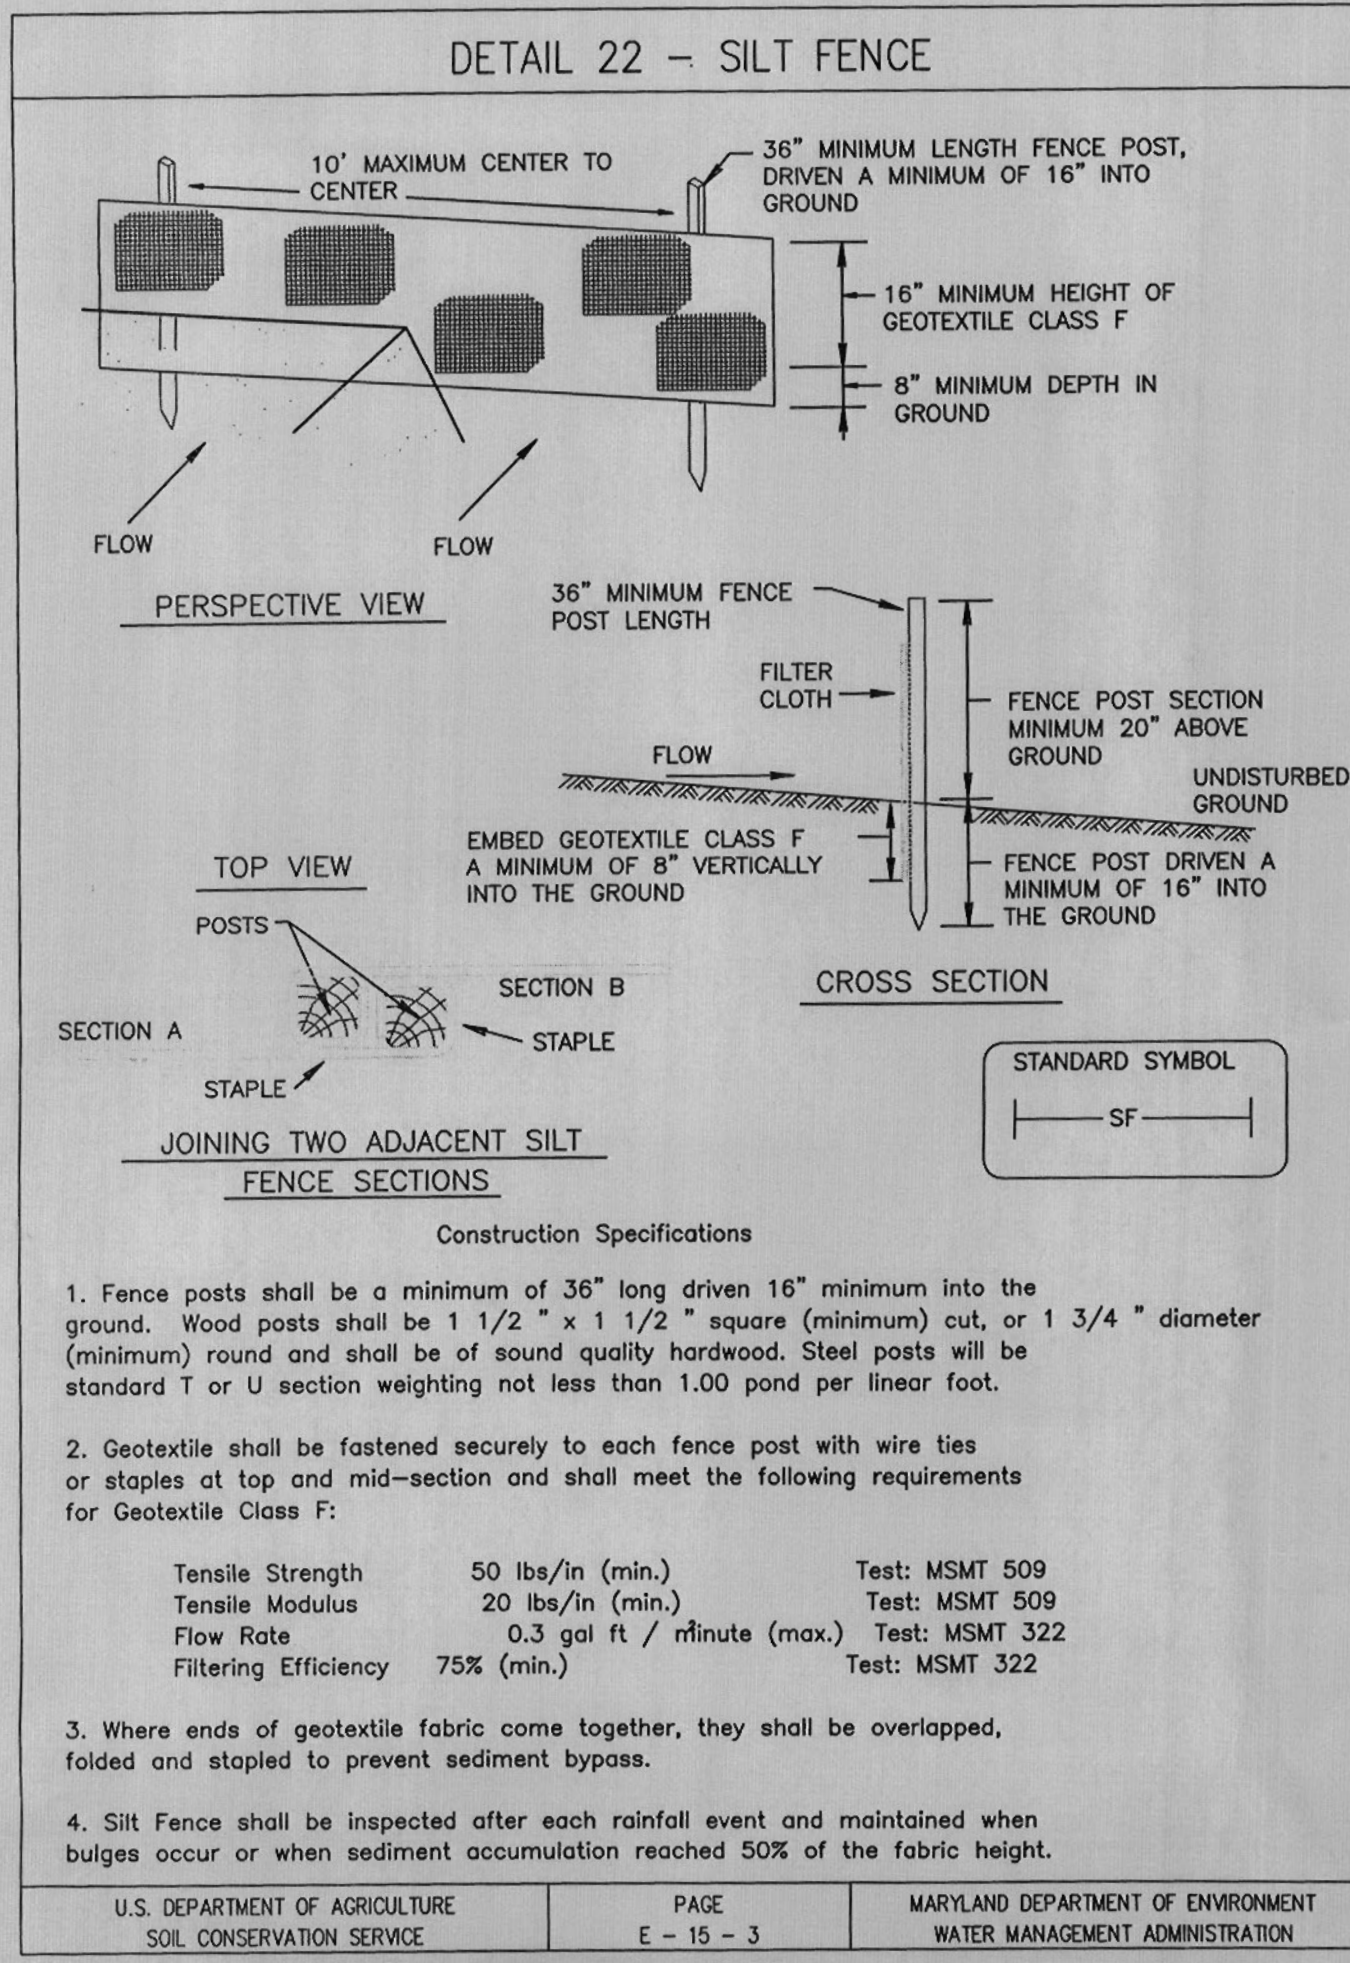 DETAIL 22 - SILT FENCE
10' MAXIMUM CENTER TO
CENTER
36" MINIMUM LENGTH FENCE POST,
DRIVEN A MINIMUM OF 16" INTO
GROUND
16" MINIMUM HEIGHT OF
GEOTEXTILE CLASS F
8" MINIMUM DEPTH IN
GROUND
FLOW
FLOW
PERSPECTIVE VIEW
36" MINIMUM FENCE
POST LENGTH
FILTER
CLOTH
FENCE POST SECTION
MINIMUM 20" ABOVE
GROUND
FLOW
UNDISTURBED
GROUND
EMBED GEOTEXTILE CLASS F
A MINIMUM OF 8" VERTICALLY
INTO THE GROUND
FENCE POST DRIVEN A
MINIMUM OF 16" INTO
THE GROUND
CROSS SECTION
TOP VIEW
POSTS
SECTION B
SECTION A
STAPLE
STAPLE
JOINING TWO ADJACENT SILT
FENCE SECTIONS
STANDARD SYMBOL
SF
Construction Specifications
1. Fence posts shall be a minimum of 36" long driven 16" minimum into the
ground. Wood posts shall be 1 1/2 " x 1 1/2 " square (minimum) cut, or 1 3/4 " diameter
(minimum) round and shall be of sound quality hardwood. Steel posts will be
standard T or U section weighting not less than 1.00 pond per linear foot.
2. Geotextile shall be fastened securely to each fence post with wire ties
or staples at top and mid-section and shall meet the following requirements
for Geotextile Class F:
Tensile Strength 50 lbs/in (min.) Test: MSMT 509
Tensile Modulus 20 lbs/in (min.) Test: MSMT 509
Flow Rate 0.3 gal ft / ²minute (max.) Test: MSMT 322
Filtering Efficiency 75% (min.) Test: MSMT 322
3. Where ends of geotextile fabric come together, they shall be overlapped,
folded and stapled to prevent sediment bypass.
4. Silt Fence shall be inspected after each rainfall event and maintained when
bulges occur or when sediment accumulation reached 50% of the fabric height.
U.S. DEPARTMENT OF AGRICULTURE
SOIL CONSERVATION SERVICE
PAGE
E - 15 - 3
MARYLAND DEPARTMENT OF ENVIRONMENT
WATER MANAGEMENT ADMINISTRATION